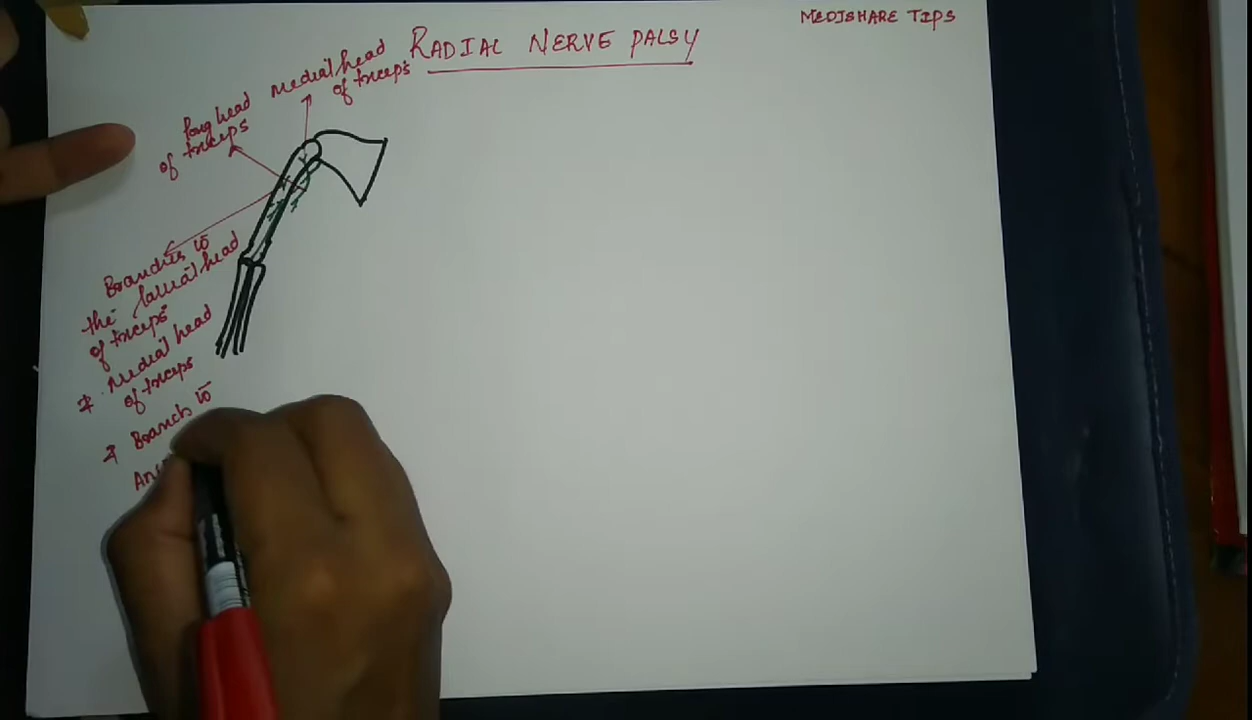 RADIAL NERVE PALSY
MEDISHARE TIPS
medial head
of triceps
long head
of triceps
Branches to
the lateral head
of triceps
Medial head
of triceps
Branch to
An